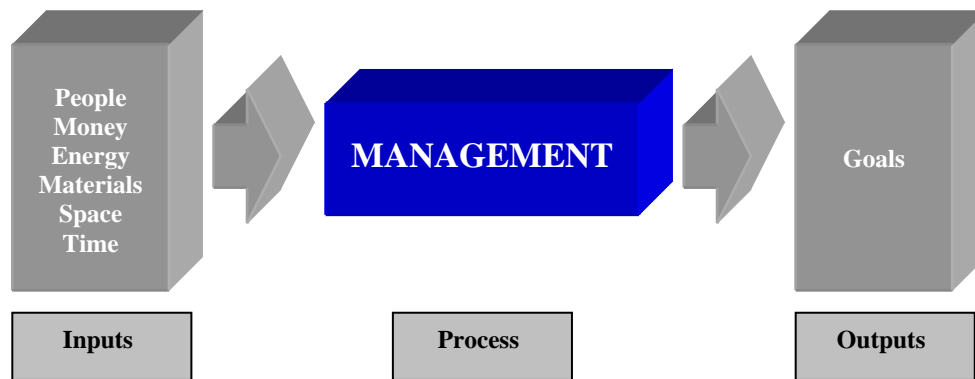 People
Money
Energy
Materials
Space
Time
MANAGEMENT
Goals
Inputs
Process
Outputs